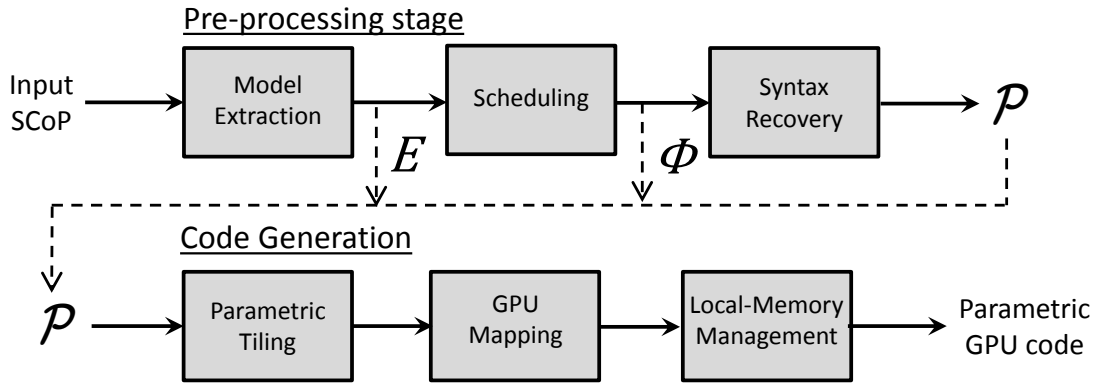 Pre-processing stage
Input
SCoP
Model
Extraction
Scheduling
Syntax
Recovery
𝒫
E
Φ
Code Generation
𝒫
Parametric
Tiling
GPU
Mapping
Local-Memory
Management
Parametric
GPU code